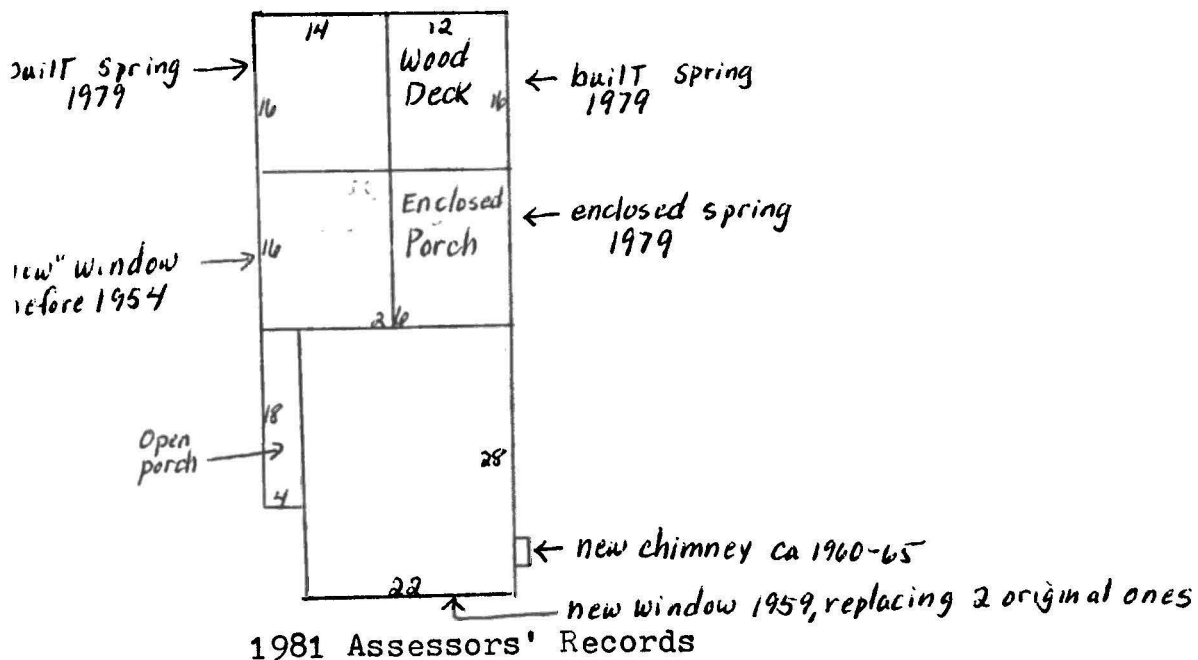 14
12
built spring
1979
16
Wood
Deck
16
built spring
1979
16
Enclosed
Porch
enclosed spring
1979
"new" window
before 1954
26
18
Open
porch
4
28
new chimney ca 1960-65
22
new window 1959, replacing 2 original ones
1981 Assessors' Records